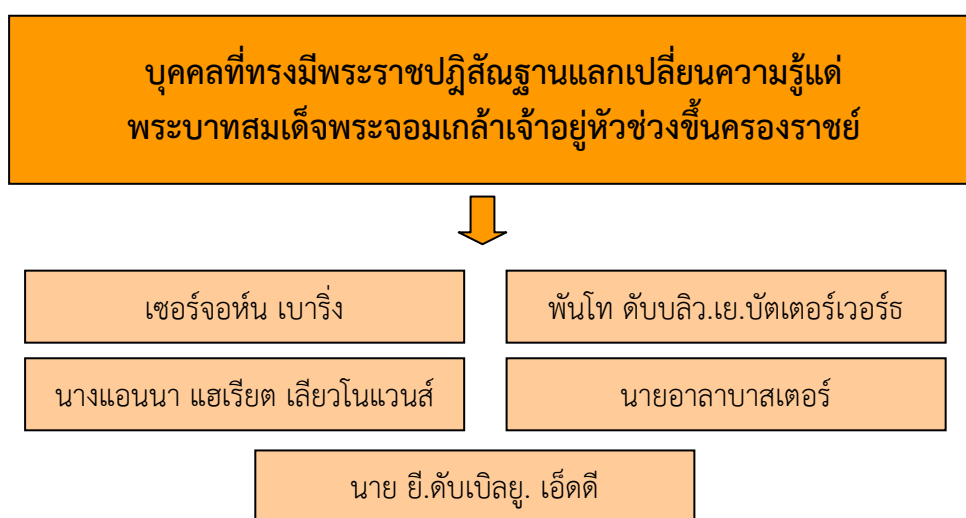 บุคคลที่ทรงมีพระราชปฎิสัณฐานแลกเปลี่ยนความรู้แด่
พระบาทสมเด็จพระจอมเกล้าเจ้าอยู่หัวช่วงขึ้นครองราชย์
เซอร์จอห์น เบาริ่ง
พันโท ดับบลิว.เย.บัตเตอร์เวอร์ธ
นางแอนนา แฮเรียต เลียวโนแวนส์
นายอาลาบาสเตอร์
นาย ยี.ดับเบิลยู. เอ็ดดี